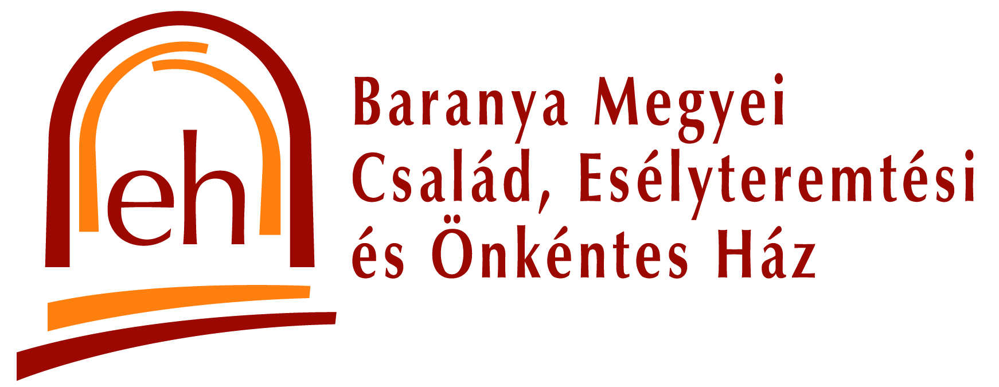 eh
Baranya Megyei
Család, Esélyteremtési
és Önkéntes Ház